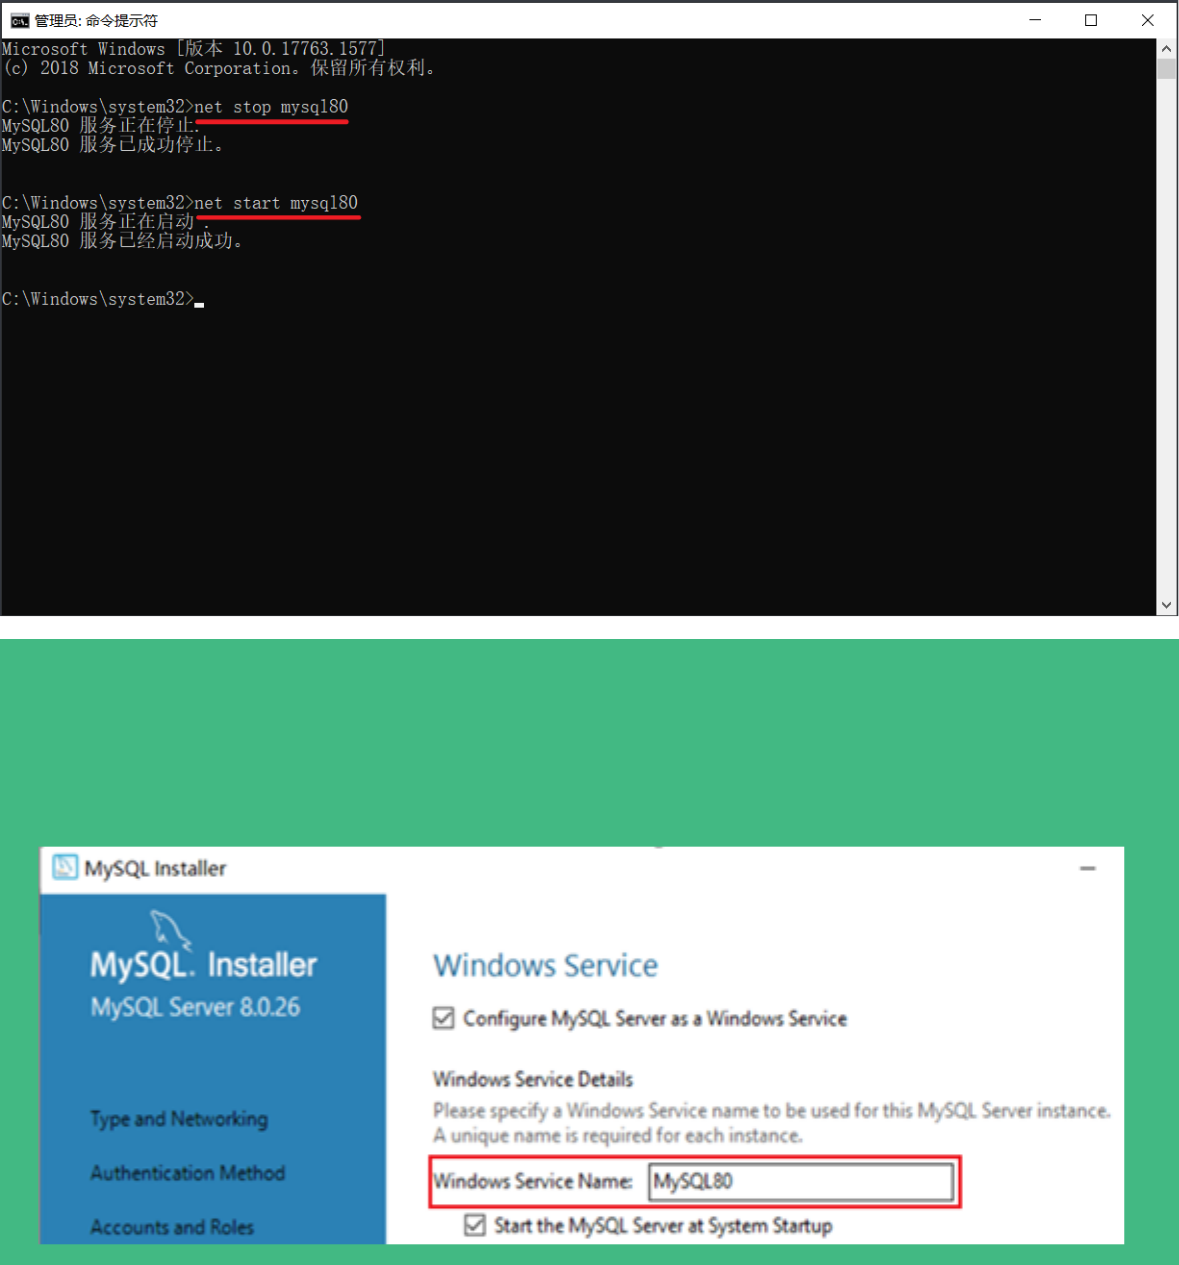 管理员: 命令提示符
Microsoft Windows [版本 10.0.17763.1577]
(c) 2018 Microsoft Corporation。保留所有权利。
C:\Windows\system32>net stop mysql80
MySQL80 服务正在停止.
MySQL80 服务已成功停止。
C:\Windows\system32>net start mysql80
MySQL80 服务正在启动 .
MySQL80 服务已经启动成功。
C:\Windows\system32>
MySQL Installer
MySQL. Installer
MySQL Server 8.0.26
Type and Networking
Authentication Method
Accounts and Roles
Windows Service
Configure MySQL Server as a Windows Service
Windows Service Details
Please specify a Windows Service name to be used for this MySQL Server instance.
A unique name is required for each instance.
Windows Service Name: MySQL80
Start the MySQL Server at System Startup